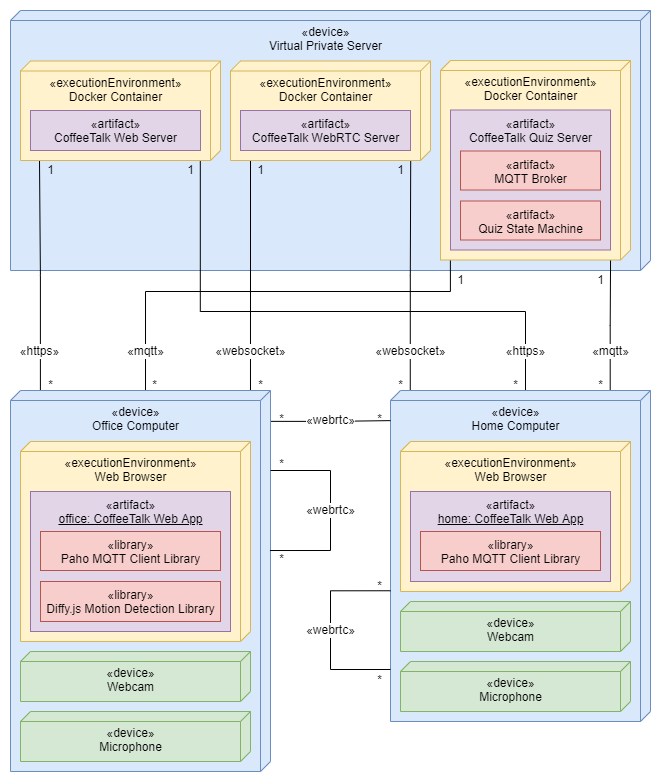 «device»
Virtual Private Server
«executionEnvironment»
Docker Container
«artifact»
CoffeeTalk Web Server
«executionEnvironment»
Docker Container
«artifact»
CoffeeTalk WebRTC Server
«executionEnvironment»
Docker Container
«artifact»
CoffeeTalk Quiz Server
«artifact»
MQTT Broker
«artifact»
Quiz State Machine
1
1
1
1
1
1
«https»
«mqtt»
«websocket»
«websocket»
«https»
«mqtt»
*
*
*
*
*
*
«device»
Office Computer
«executionEnvironment»
Web Browser
«artifact»
office: CoffeeTalk Web App
«library»
Paho MQTT Client Library
«library»
Diffy.js Motion Detection Library
«device»
Webcam
«device»
Microphone
*
«webrtc»
*
*
«webrtc»
*
*
«webrtc»
*
«device»
Home Computer
«executionEnvironment»
Web Browser
«artifact»
home: CoffeeTalk Web App
«library»
Paho MQTT Client Library
«device»
Webcam
«device»
Microphone